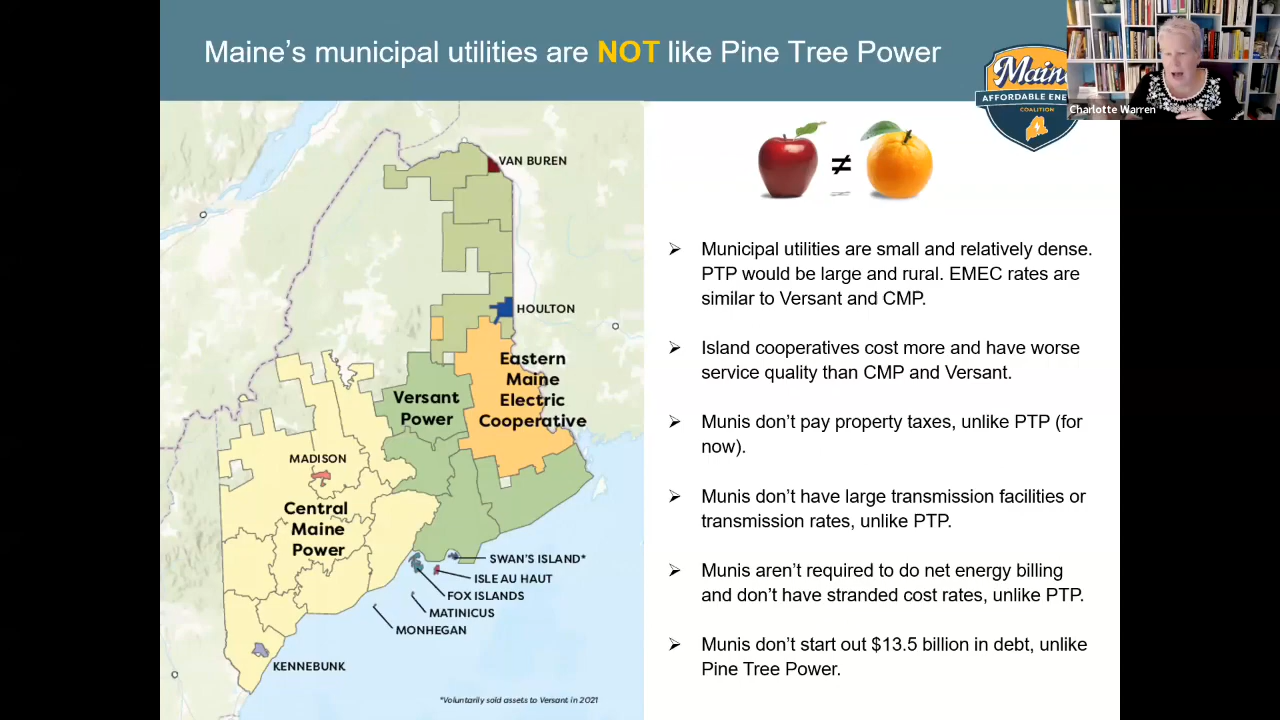 Maine's municipal utilities are NOT like Pine Tree Power
Maine
AFFORDABLE ENE
COALITION
Charlotte Warren
≠
VAN BUREN
HOULTON
Eastern
Maine
Electric
Cooperative
Versant
Power
MADISON
Central
Maine
Power
SWAN'S ISLAND*
ISLE AU HAUT
FOX ISLANDS
MATINICUS
MONHEGAN
KENNEBUNK
*Voluntarily sold assets to Versant in 2021
➢ Municipal utilities are small and relatively dense.
PTP would be large and rural. EMEC rates are
similar to Versant and CMP.
➢ Island cooperatives cost more and have worse
service quality than CMP and Versant.
➢ Munis don't pay property taxes, unlike PTP (for
now).
➢ Munis don't have large transmission facilities or
transmission rates, unlike PTP.
➢ Munis aren't required to do net energy billing
and don't have stranded cost rates, unlike PTP.
➢ Munis don't start out $13.5 billion in debt, unlike
Pine Tree Power.